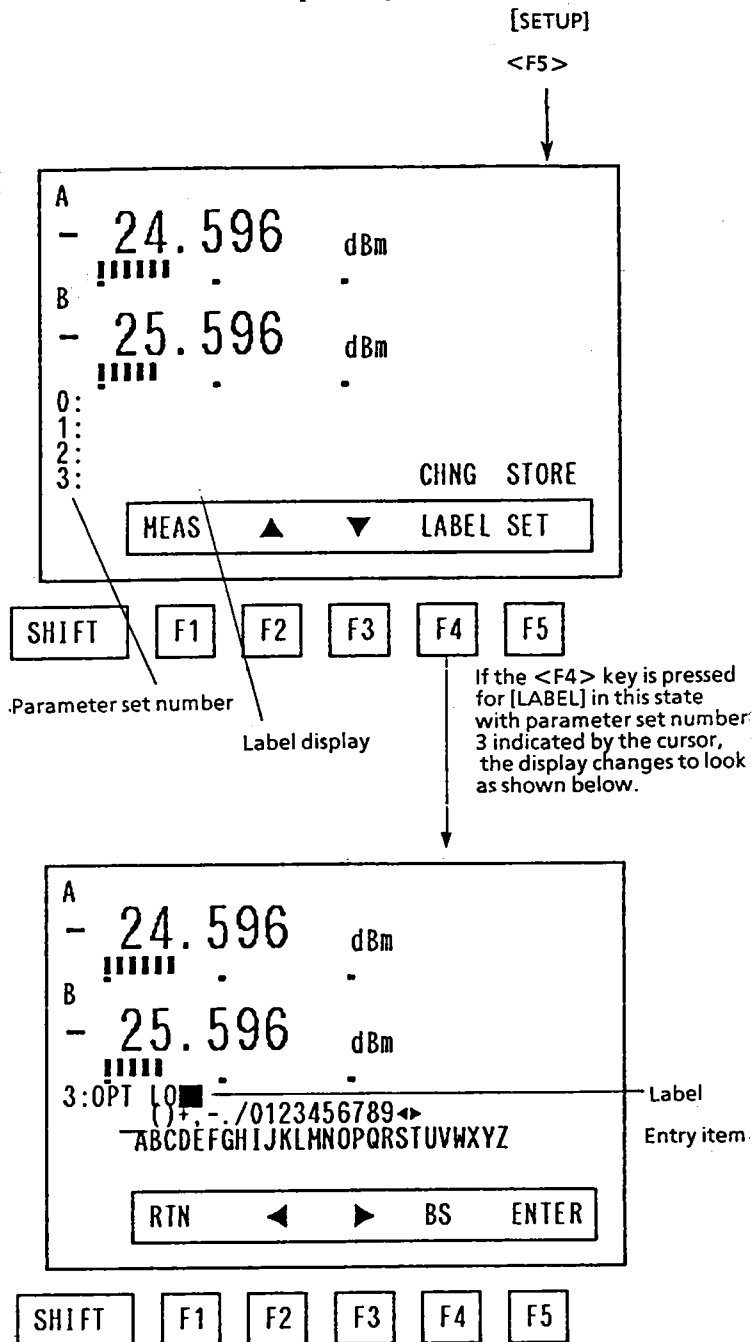 [SETUP]
<F5>
A
- 24.596 dBm
B
- 25.596 dBm
0:
1:
2:
3:
CHNG STORE
MEAS ▲ ▼ LABEL SET
SHIFT F1 F2 F3 F4 F5
If the <F4> key is pressed
for [LABEL] in this state
with parameter set number
3 indicated by the cursor,
the display changes to look
as shown below.
Parameter set number
Label display
A
- 24.596 dBm
B
- 25.596 dBm
3:OPT LO■
Label
()+,-./0123456789◂▸
ABCDEFGHIJKLMNOPQRSTUVWXYZ
Entry item
RTN ◀ ▶ BS ENTER
SHIFT F1 F2 F3 F4 F5